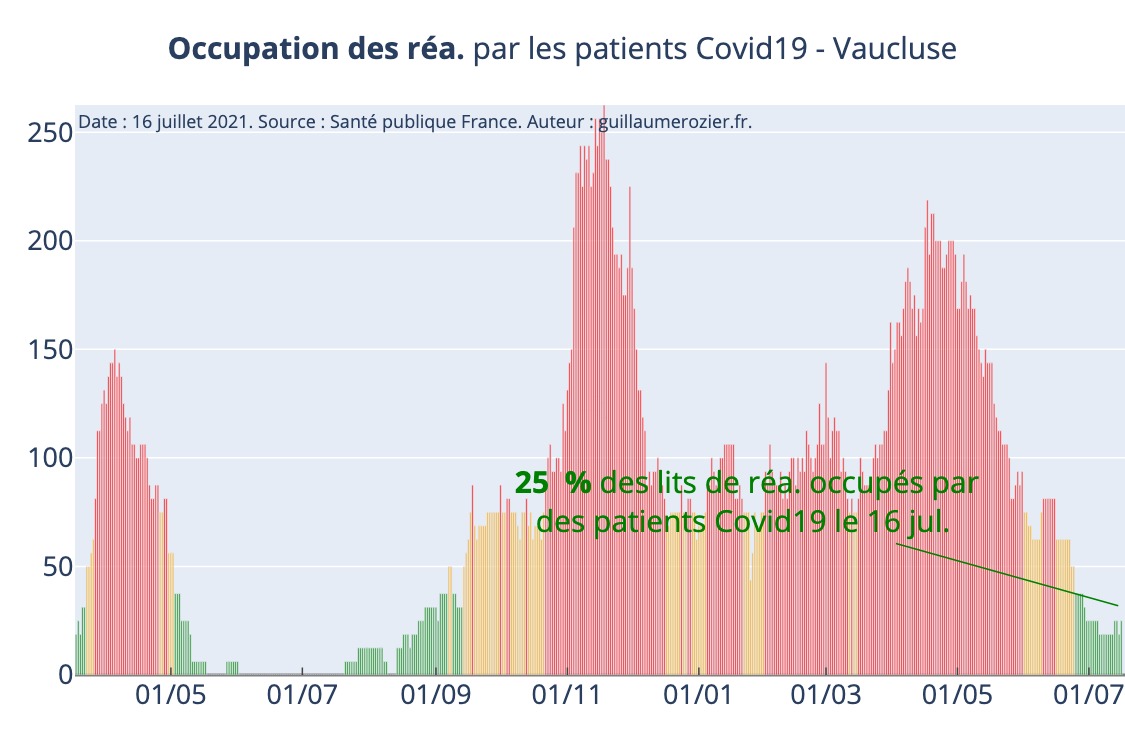 Occupation des réa. par les patients Covid19 - Vaucluse
Date : 16 juillet 2021. Source : Santé publique France. Auteur : guillaumerozier.fr.
250
200
150
100
50
0
25 % des lits de réa. occupés par
des patients Covid19 le 16 jul.
01/05 01/07 01/09 01/11 01/01 01/03 01/05 01/07